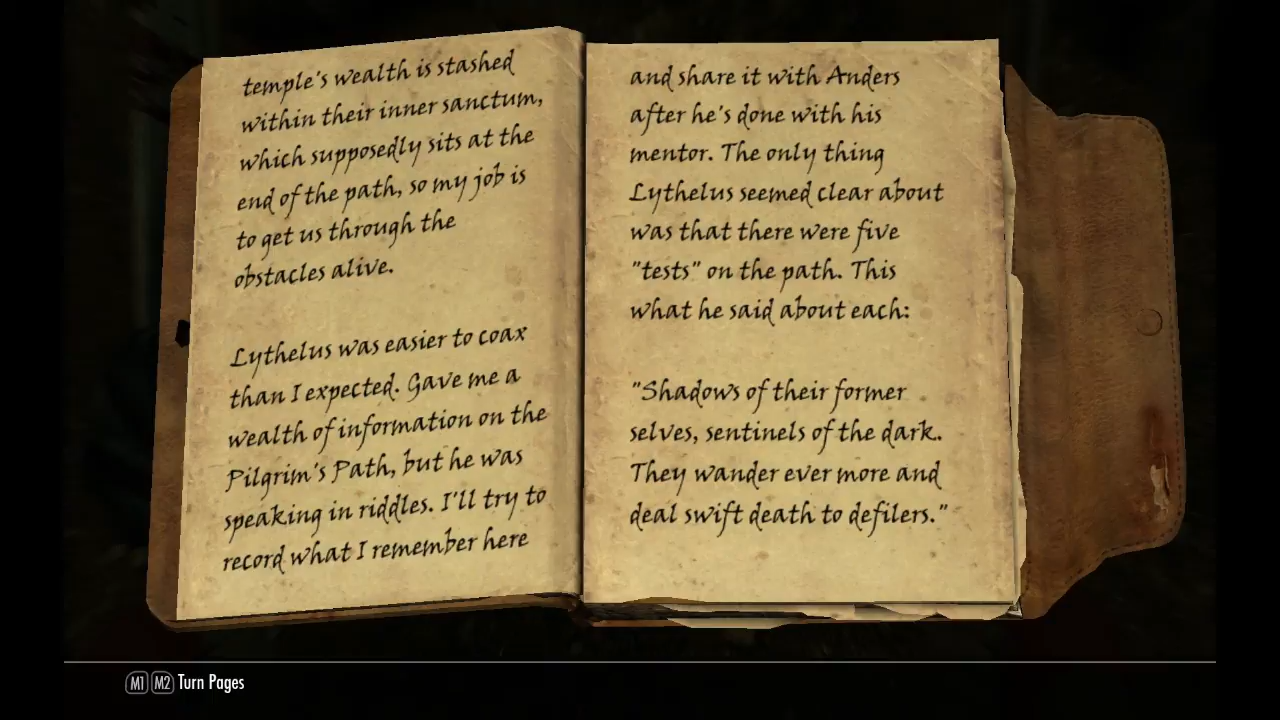 temple's wealth is stashed
within their inner sanctum,
which supposedly sits at the
end of the path, so my job is
to get us through the
obstacles alive.
Lythelus was easier to coax
than I expected. Gave me a
wealth of information on the
Pilgrim's Path, but he was
speaking in riddles. I'll try to
record what I remember here
and share it with Anders
after he's done with his
mentor. The only thing
Lythelus seemed clear about
was that there were five
"tests" on the path. This
what he said about each:
"Shadows of their former
selves, sentinels of the dark.
They wander ever more and
deal swift death to defilers."
M1 M2 Turn Pages